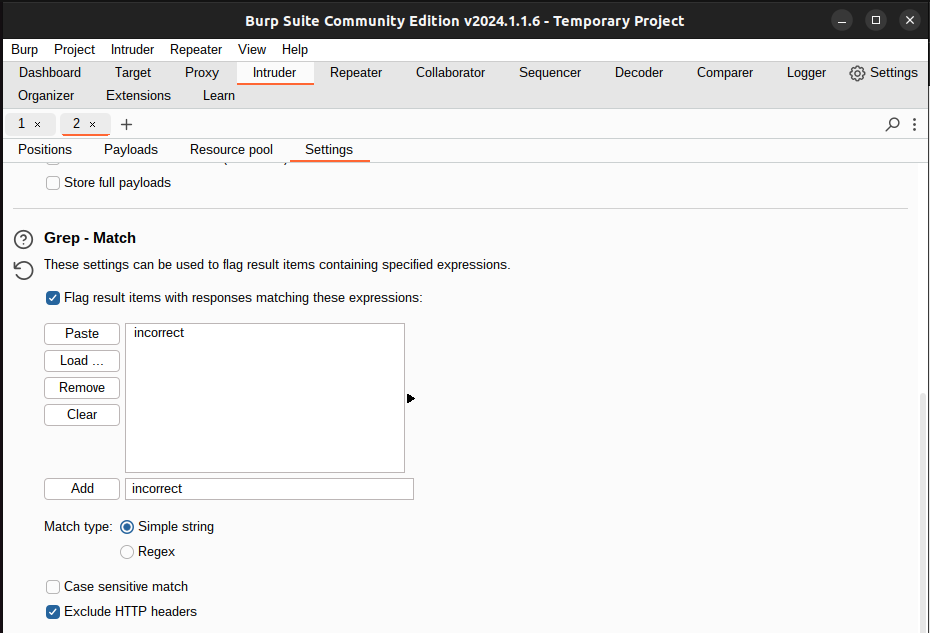 Burp Suite Community Edition v2024.1.1.6 - Temporary Project
Burp Project Intruder Repeater View Help
Dashboard Target Proxy Intruder Repeater Collaborator Sequencer Decoder Comparer Logger Settings
Organizer Extensions Learn
1 × 2 × +
Positions Payloads Resource pool Settings
Store full payloads
Grep - Match
These settings can be used to flag result items containing specified expressions.
Flag result items with responses matching these expressions:
Paste incorrect
Load ...
Remove
Clear
Add incorrect
Match type: Simple string
Regex
Case sensitive match
Exclude HTTP headers